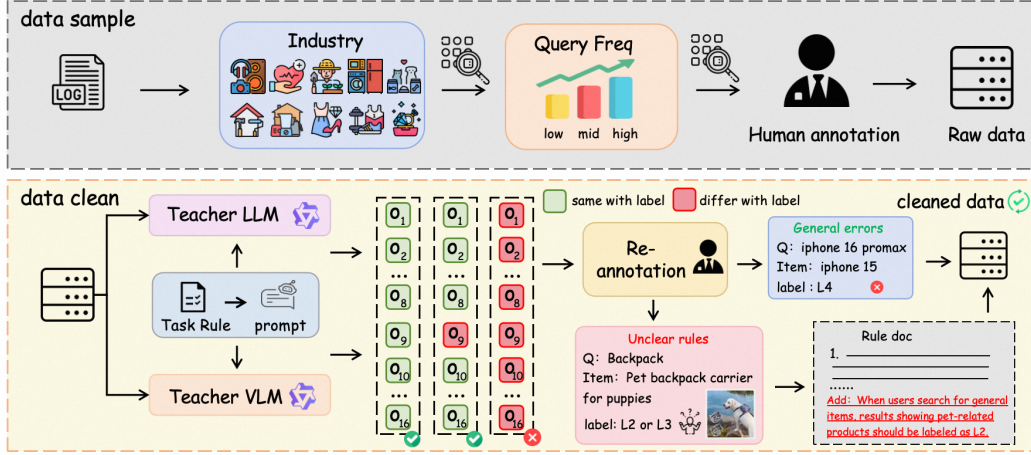 data sample
LOG
Industry
Query Freq
low mid high
Human annotation
Raw data
data clean
Teacher LLM
Task Rule
prompt
Teacher VLM
O1 O1 O1
O2 O2 O2
... ... ...
O8 O8 O8
O9 O9 O9
O10 O10 O10
... ... ...
O16 O16 O16
same with label
differ with label
Re-
annotation
General errors
Q: iphone 16 promax
Item: iphone 15
label : L4
cleaned data
Unclear rules
Q: Backpack
Item: Pet backpack carrier
for puppies
label: L2 or L3
Rule doc
1.
......
Add: When users search for general
items, results showing pet-related
products should be labeled as L2.